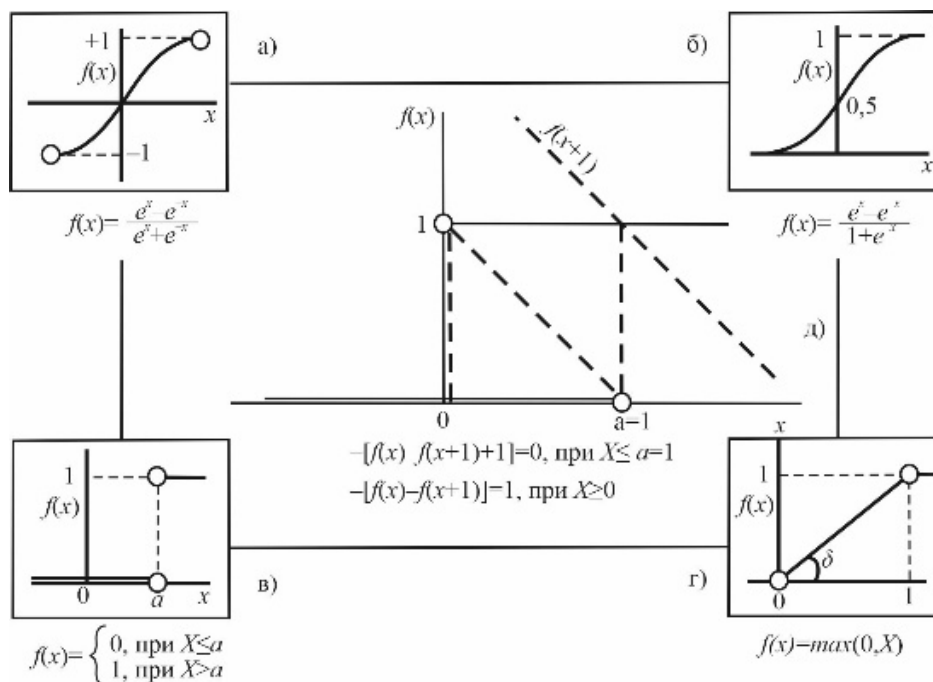 +1
f(x)
x
–1
а)
f(x)= e^x–e^-x / e^x+e^-x
б)
1
f(x)
0,5
x
f(x)= e^x–e^-x / 1+e^-x
f(x)
f(x+1)
1
0
a–1
д)
–[f(x) f(x+1)+1]=0, при X≤ a=1
–[f(x)–f(x+1)]=1, при X>0
1
f(x)
0
a
x
в)
f(x)= { 0, при X≤a
1, при X>a
г)
x
1
f(x)
δ
0
1
f(x)=max(0,X)